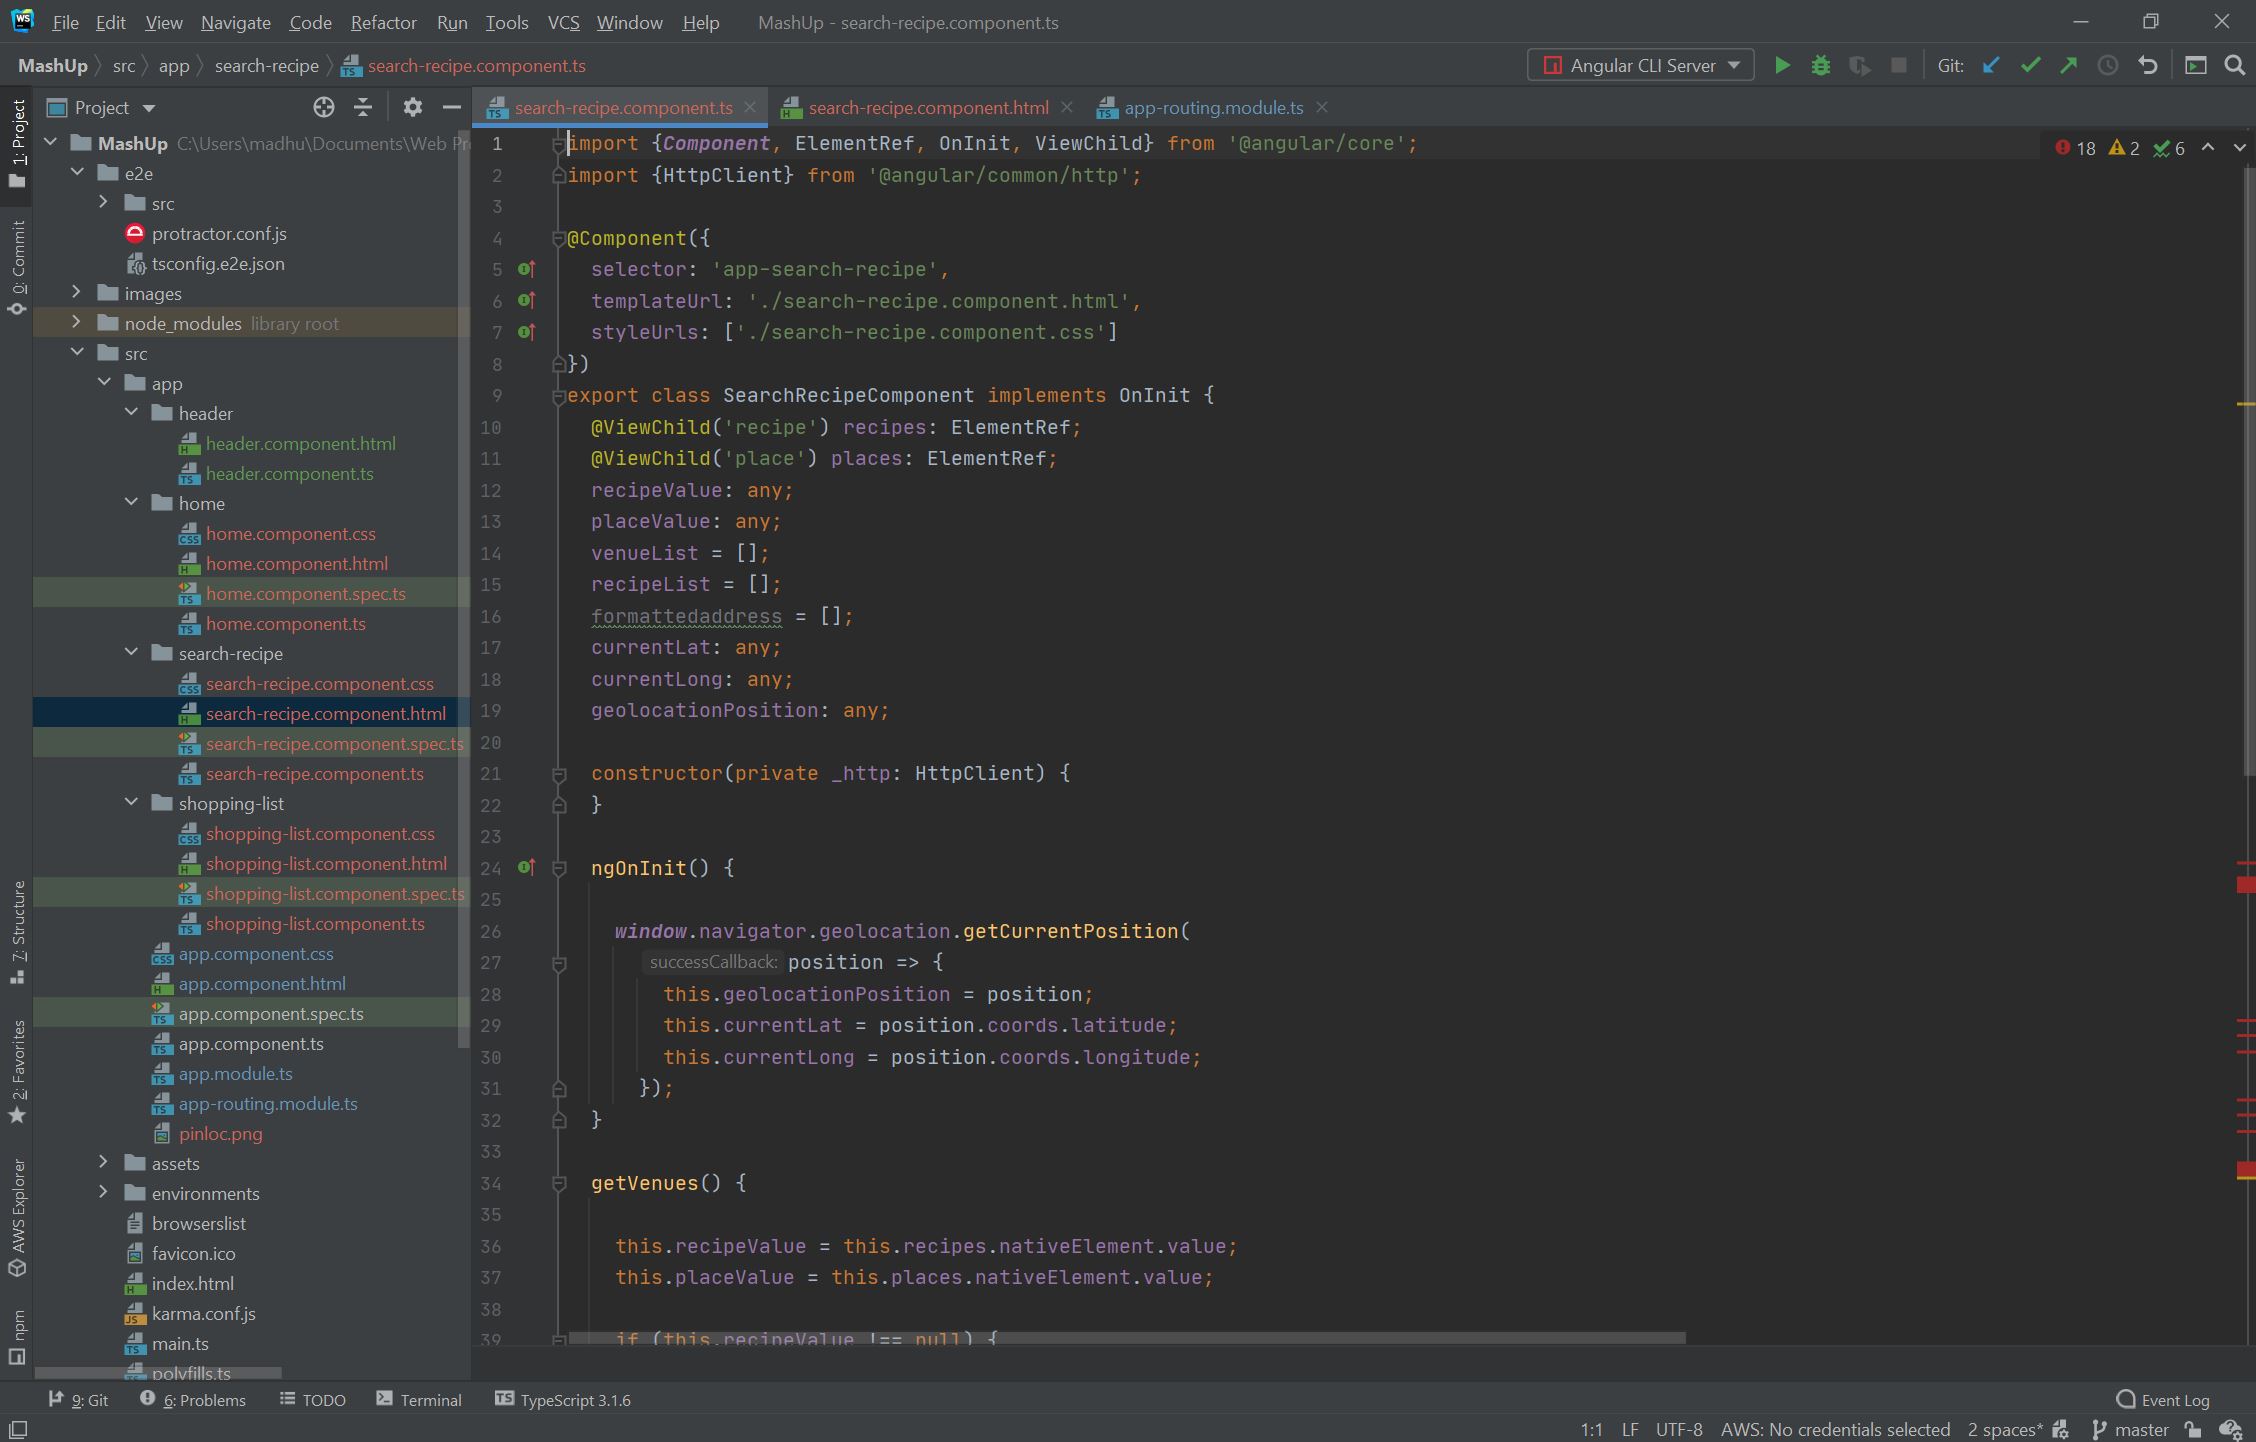 File Edit View Navigate Code Refactor Run Tools VCS Window Help MashUp - search-recipe.component.ts
MashUp src app search-recipe search-recipe.component.ts Angular CLI Server Git:
1: Project
0: Commit
7: Structure
2: Favorites
AWS Explorer
npm
Project
MashUp C:\Users\madhu\Documents\Web Pr
e2e
src
protractor.conf.js
tsconfig.e2e.json
images
node_modules library root
src
app
header
header.component.html
header.component.ts
home
home.component.css
home.component.html
home.component.spec.ts
home.component.ts
search-recipe
search-recipe.component.css
search-recipe.component.html
search-recipe.component.spec.ts
search-recipe.component.ts
shopping-list
shopping-list.component.css
shopping-list.component.html
shopping-list.component.spec.ts
shopping-list.component.ts
app.component.css
app.component.html
app.component.spec.ts
app.component.ts
app.module.ts
app-routing.module.ts
pinloc.png
assets
environments
browserslist
favicon.ico
index.html
karma.conf.js
main.ts
polyfills.ts
search-recipe.component.ts search-recipe.component.html app-routing.module.ts
18 2 6
1 import {Component, ElementRef, OnInit, ViewChild} from '@angular/core';
2 import {HttpClient} from '@angular/common/http';
3
4 @Component({
5 selector: 'app-search-recipe',
6 templateUrl: './search-recipe.component.html',
7 styleUrls: ['./search-recipe.component.css']
8 })
9 export class SearchRecipeComponent implements OnInit {
10 @ViewChild('recipe') recipes: ElementRef;
11 @ViewChild('place') places: ElementRef;
12 recipeValue: any;
13 placeValue: any;
14 venueList = [];
15 recipeList = [];
16 formattedaddress = [];
17 currentLat: any;
18 currentLong: any;
19 geolocationPosition: any;
20
21 constructor(private _http: HttpClient) {
22 }
23
24 ngOnInit() {
25
26 window.navigator.geolocation.getCurrentPosition(
27 successCallback: position => {
28 this.geolocationPosition = position;
29 this.currentLat = position.coords.latitude;
30 this.currentLong = position.coords.longitude;
31 });
32 }
33
34 getVenues() {
35
36 this.recipeValue = this.recipes.nativeElement.value;
37 this.placeValue = this.places.nativeElement.value;
38
39 if (this.recipeValue !== null) {
9: Git 6: Problems TODO Terminal TypeScript 3.1.6 Event Log
1:1 LF UTF-8 AWS: No credentials selected 2 spaces* master